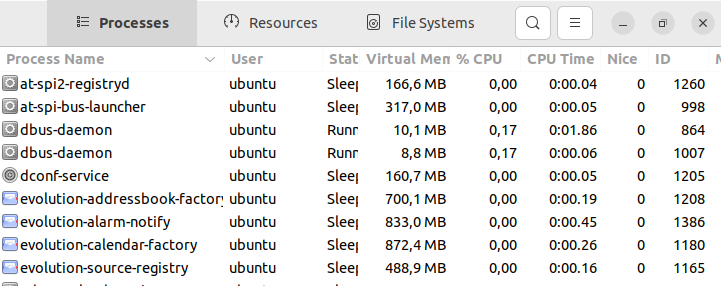 Processes Resources File Systems
Process Name User Stat Virtual Mem % CPU CPU Time Nice ID M
at-spi2-registryd ubuntu Sleep 166,6 MB 0,00 0:00.04 0 1260
at-spi-bus-launcher ubuntu Sleep 317,0 MB 0,00 0:00.05 0 998
dbus-daemon ubuntu Runn 10,1 MB 0,17 0:01.86 0 864
dbus-daemon ubuntu Runn 8,8 MB 0,17 0:00.06 0 1007
dconf-service ubuntu Sleep 160,7 MB 0,00 0:00.05 0 1205
evolution-addressbook-factory ubuntu Sleep 700,1 MB 0,00 0:00.19 0 1208
evolution-alarm-notify ubuntu Sleep 833,0 MB 0,00 0:00.45 0 1386
evolution-calendar-factory ubuntu Sleep 872,4 MB 0,00 0:00.26 0 1180
evolution-source-registry ubuntu Sleep 488,9 MB 0,00 0:00.16 0 1165